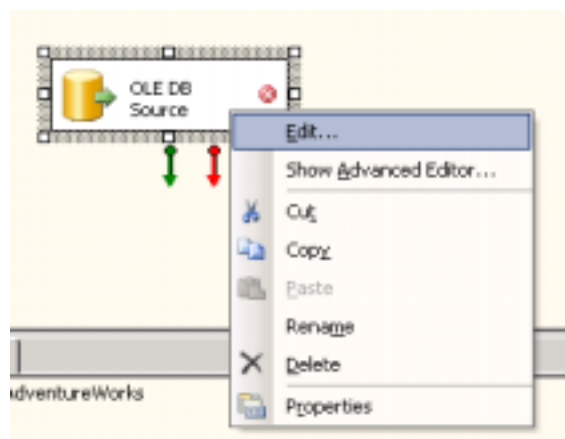 OLE DB
Source
Edit...
Show Advanced Editor...
Cut
Copy
Paste
Rename
Delete
dventureWorks
Properties